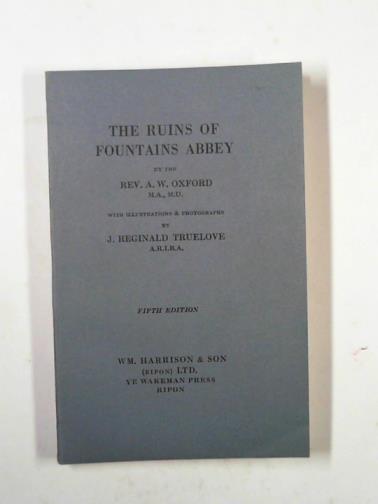 THE RUINS OF
FOUNTAINS ABBEY
BY THE
REV. A. W. OXFORD
M.A., M.D.
WITH ILLUSTRATIONS & PHOTOGRAPHS
BY
J. REGINALD TRUELOVE
A.R.I.B.A.
FIFTH EDITION
WM. HARRISON & SON
(RIPON) LTD.
YE WAKEMAN PRESS
RIPON